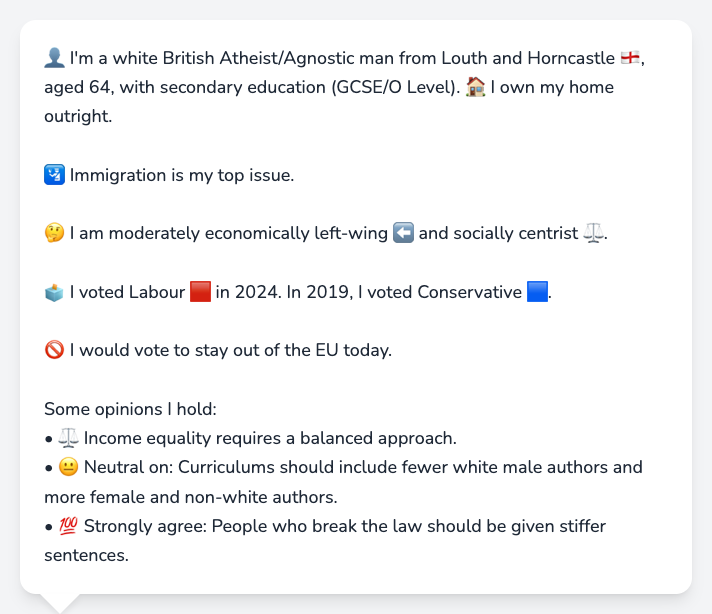 👤 I'm a white British Atheist/Agnostic man from Louth and Horncastle 🏴󠁧󠁢󠁥󠁮󠁧󠁿,
aged 64, with secondary education (GCSE/O Level). 🏠 I own my home
outright.
🛂 Immigration is my top issue.
🤔 I am moderately economically left-wing ⬅️ and socially centrist ⚖️.
🗳️ I voted Labour 🟥 in 2024. In 2019, I voted Conservative 🟦.
🚫 I would vote to stay out of the EU today.
Some opinions I hold:
• ⚖️ Income equality requires a balanced approach.
• 😐 Neutral on: Curriculums should include fewer white male authors and
more female and non-white authors.
• 💯 Strongly agree: People who break the law should be given stiffer
sentences.